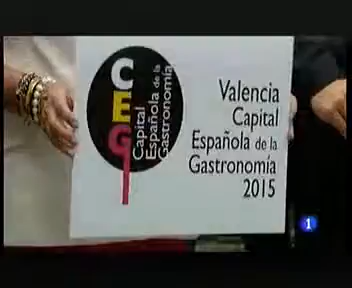 CEG
Capital
Española de la
Gastronomía
Valencia
Capital
Española de la
Gastronomía
2015
1